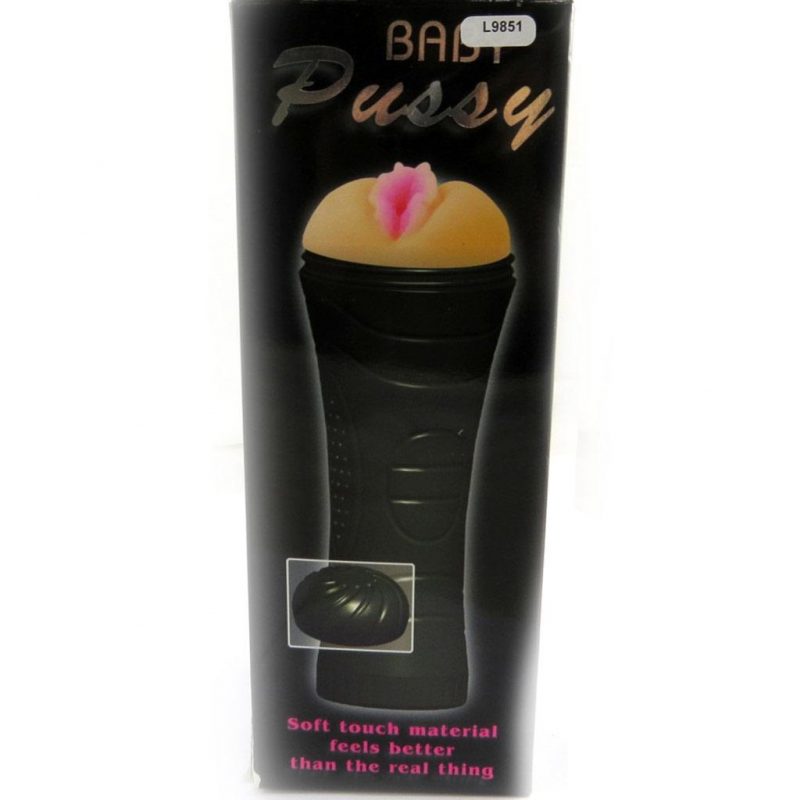 L9851
BABY
Pussy
Soft touch material
feels better
than the real thing